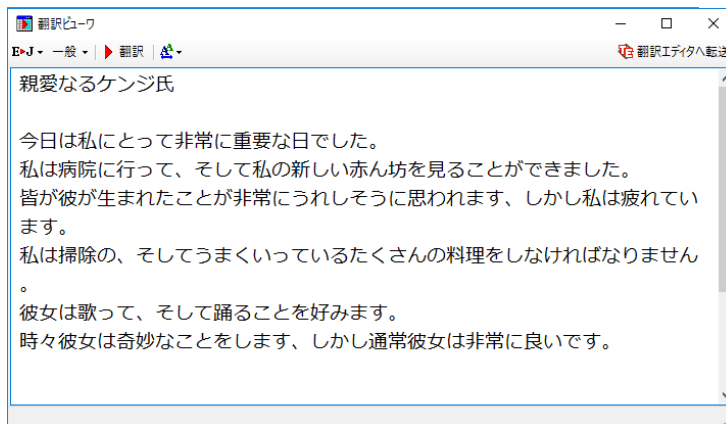 翻訳ビューワ
E▸J 一般 翻訳 翻訳エディタへ転送
親愛なるケンジ氏
今日は私にとって非常に重要な日でした。
私は病院に行って、そして私の新しい赤ん坊を見ることができました。
皆が彼が生まれたことが非常にうれしそうに思われます、しかし私は疲れてい
ます。
私は掃除の、そしてうまくいっているたくさんの料理をしなければなりません
。
彼女は歌って、そして踊ることを好みます。
時々彼女は奇妙なことをします、しかし通常彼女は非常に良いです。